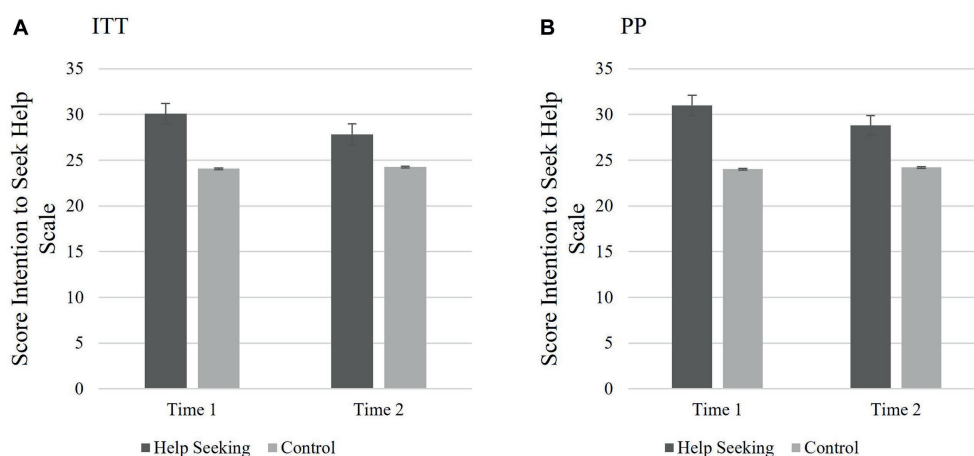 A ITT
Score Intention to Seek Help
Scale
35
30
25
20
15
10
5
0
Time 1 Time 2
Help Seeking Control
B PP
Score Intention to Seek Help
Scale
35
30
25
20
15
10
5
0
Time 1 Time 2
Help Seeking Control